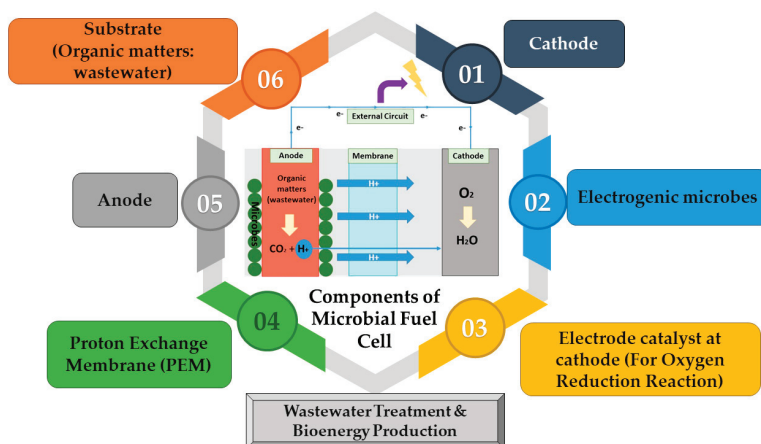 Substrate
(Organic matters:
wastewater)
06
01
Cathode
e-
e-
External Circuit
e-
e-
Anode
Membrane
Cathode
Organic
matters
(wastewater)
Microbes
CO₂ + H+
H+
H+
H+
O₂
H₂O
Anode
05
02
Electrogenic microbes
04
Proton Exchange
Membrane (PEM)
Components of
Microbial Fuel
Cell
03
Electrode catalyst at
cathode (For Oxygen
Reduction Reaction)
Wastewater Treatment &
Bioenergy Production